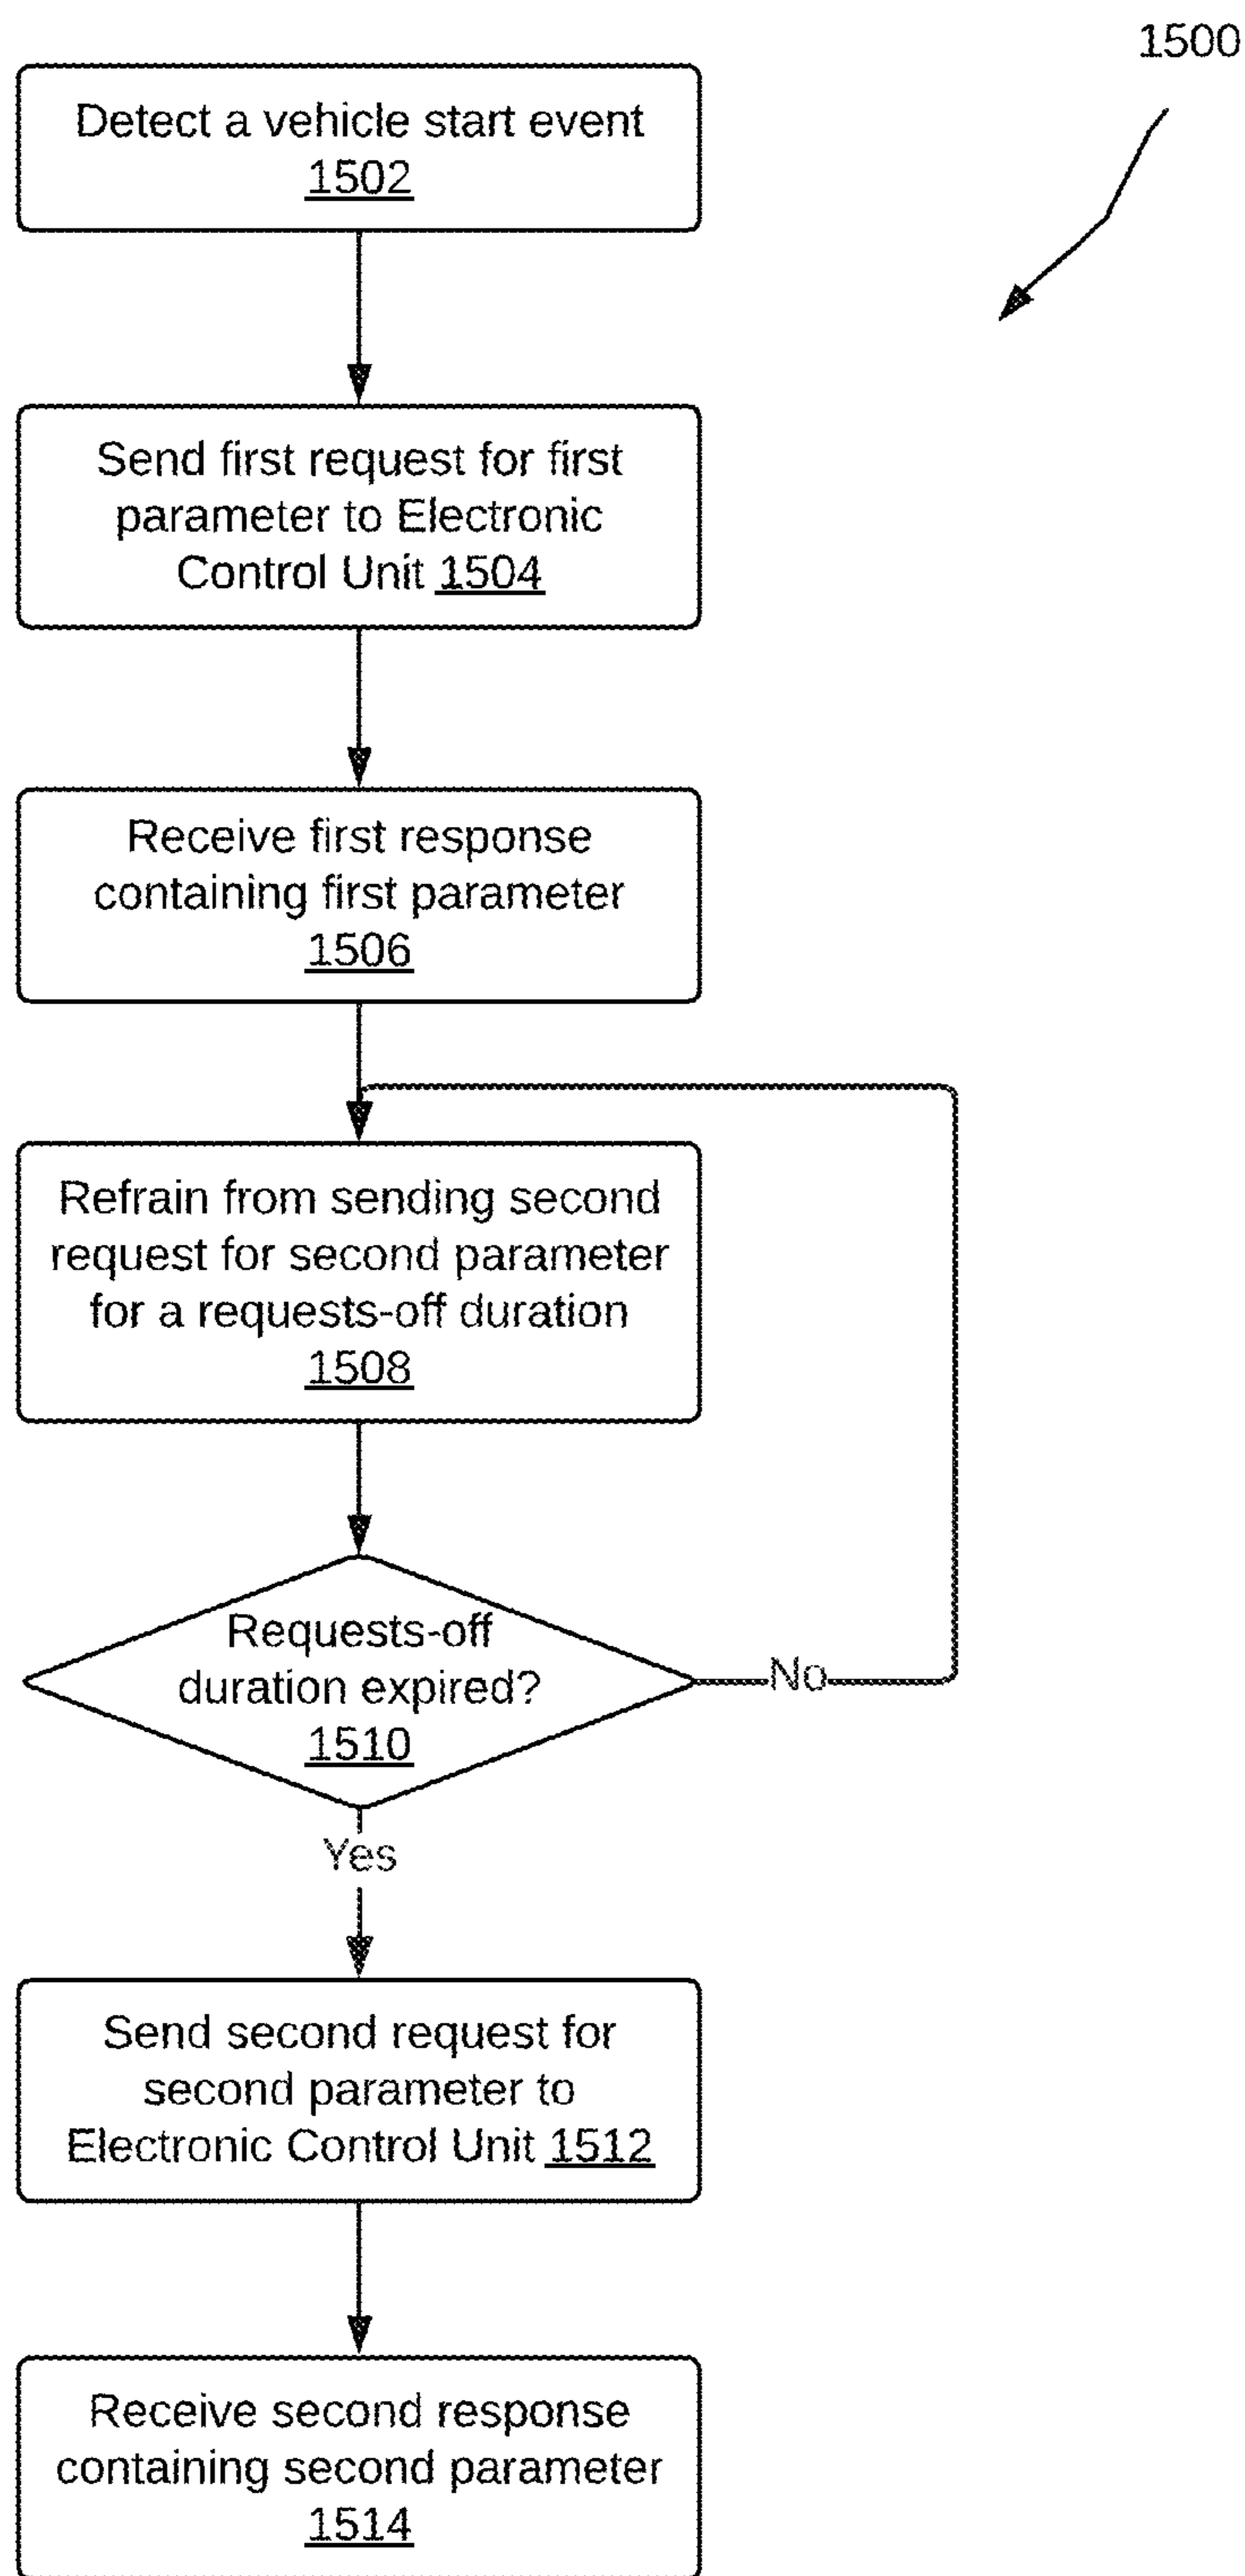 1500
Detect a vehicle start event
1502
Send first request for first
parameter to Electronic
Control Unit 1504
Receive first response
containing first parameter
1506
Refrain from sending second
request for second parameter
for a requests-off duration
1508
Requests-off
duration expired?
1510
No
Yes
Send second request for
second parameter to
Electronic Control Unit 1512
Receive second response
containing second parameter
1514